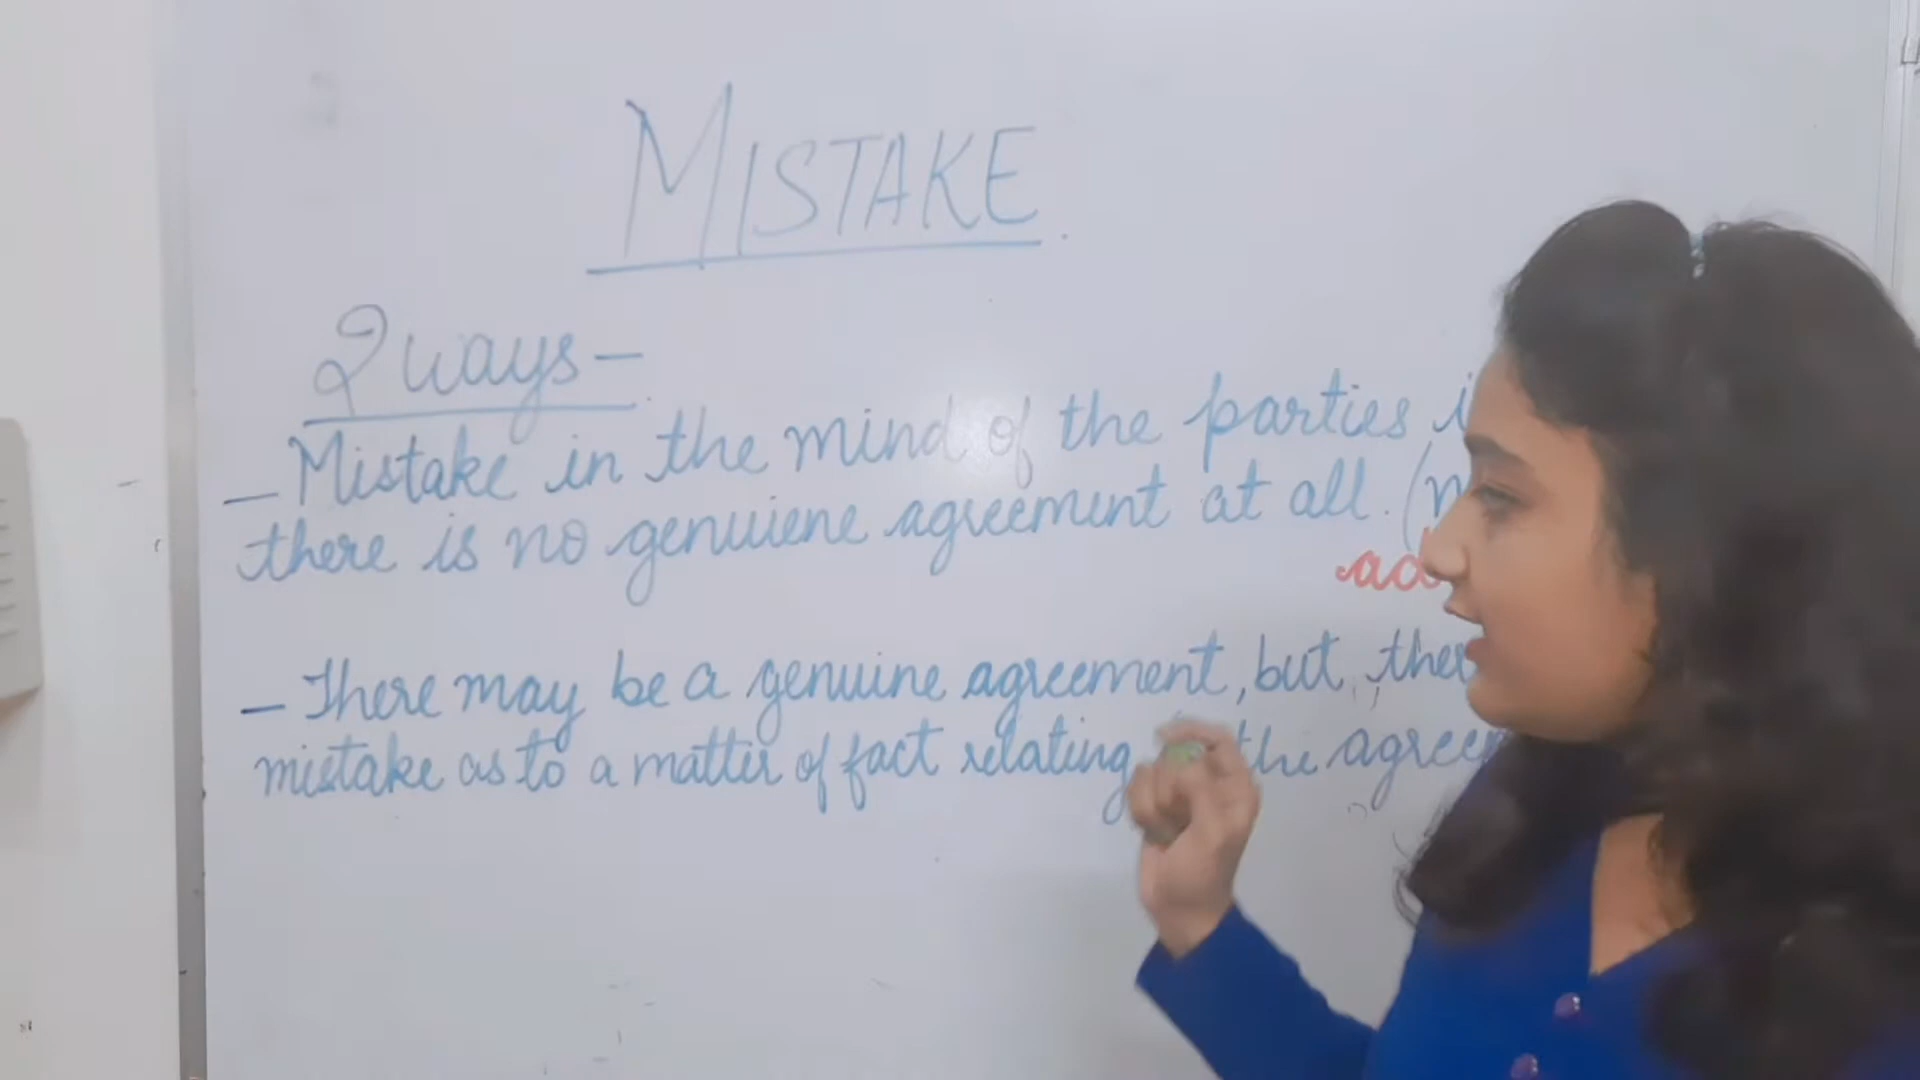 MISTAKE.
2 ways –
– Mistake in the mind of the parties
there is no genuiene agreement at all. (
– There may be a genuine agreement, but,
mistake as to a matter of fact relating the